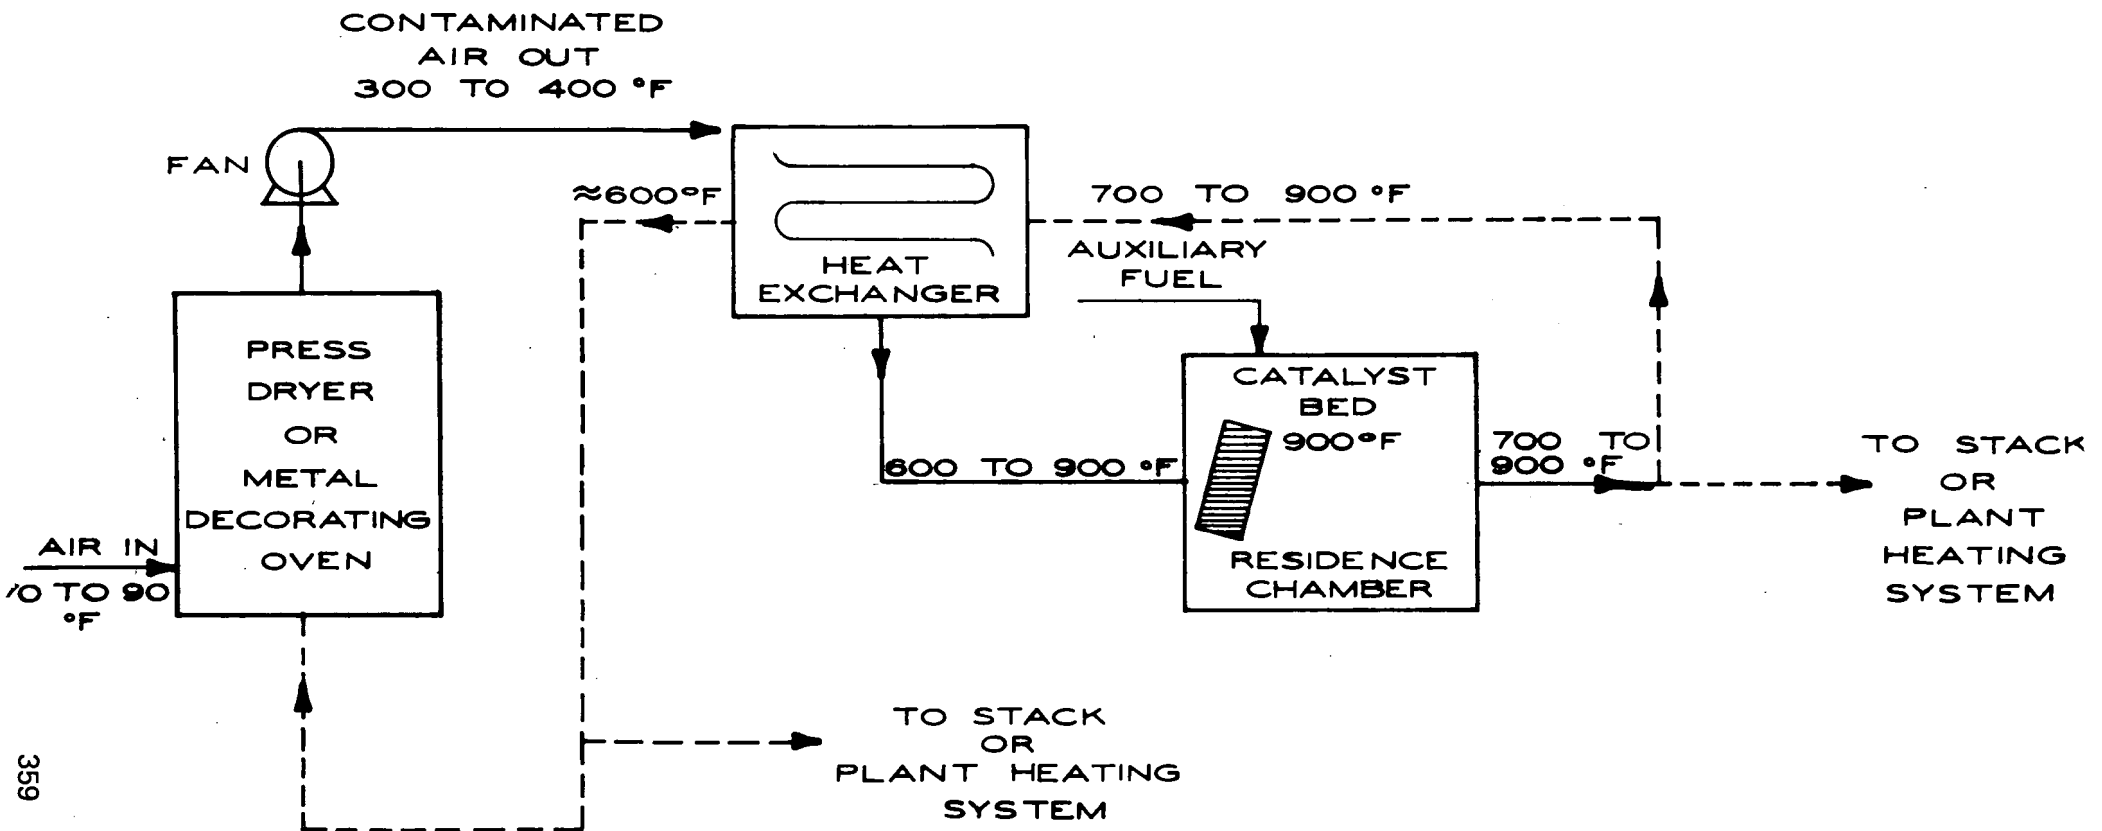 CONTAMINATED
AIR OUT
300 TO 400 °F
FAN
≈600°F
700 TO 900 °F
AUXILIARY
FUEL
HEAT
EXCHANGER
PRESS
DRYER
OR
METAL
DECORATING
OVEN
CATALYST
BED
900°F
600 TO 900 °F
700 TO
900 °F
TO STACK
OR
PLANT
HEATING
SYSTEM
AIR IN
TO 90
°F
RESIDENCE
CHAMBER
TO STACK
OR
PLANT HEATING
SYSTEM
359